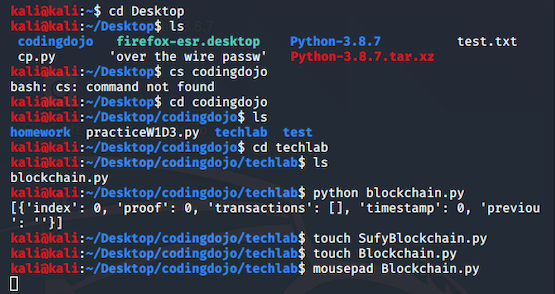 kali@kali:~$ cd Desktop
kali@kali:~/Desktop$ ls
codingdojo firefox-esr.desktop Python-3.8.7 test.txt
cp.py 'over the wire passw' Python-3.8.7.tar.xz
kali@kali:~/Desktop$ cs codingdojo
bash: cs: command not found
kali@kali:~/Desktop$ cd codingdojo
kali@kali:~/Desktop/codingdojo$ ls
homework practiceW1D3.py techlab test
kali@kali:~/Desktop/codingdojo$ cd techlab
kali@kali:~/Desktop/codingdojo/techlab$ ls
blockchain.py
kali@kali:~/Desktop/codingdojo/techlab$ python blockchain.py
[{'index': 0, 'proof': 0, 'transactions': [], 'timestamp': 0, 'previou
': ''}]
kali@kali:~/Desktop/codingdojo/techlab$ touch SufyBlockchain.py
kali@kali:~/Desktop/codingdojo/techlab$ touch Blockchain.py
kali@kali:~/Desktop/codingdojo/techlab$ mousepad Blockchain.py